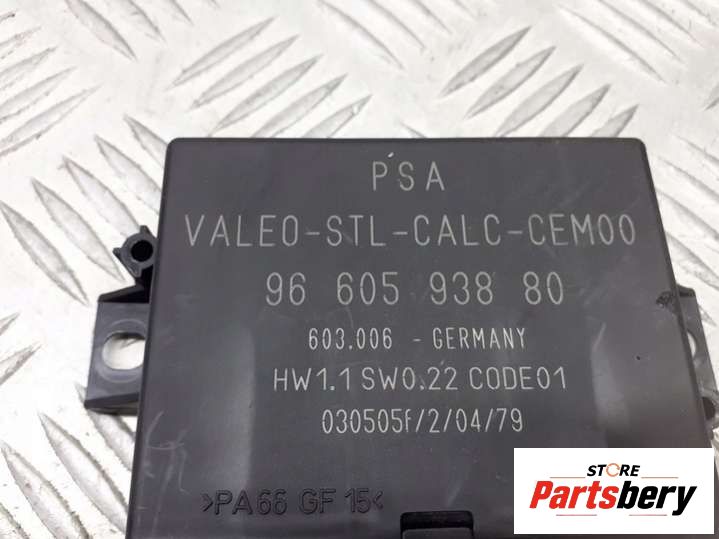 PSA
VALEO-STL-CALC-CEM00
96 605 938 80
603.006 - GERMANY
HW1.1 SW0.22 CODE01
030505F/2/04/79
>PA66 GF 15<
STORE
Partsbery